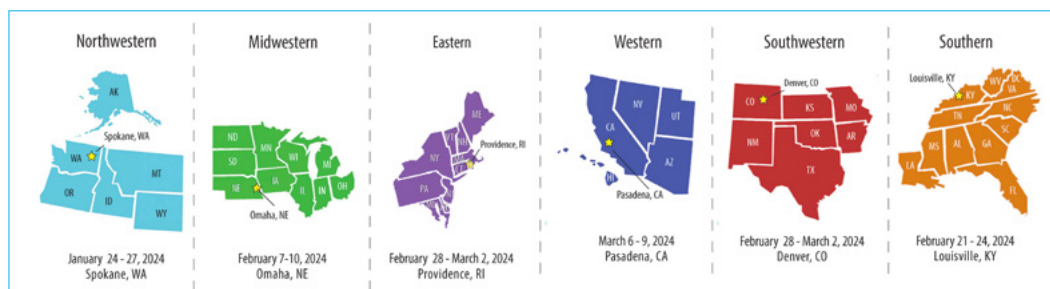 Northwestern
AK
Spokane, WA
WA
MT
OR
ID
WY
January 24 - 27, 2024
Spokane, WA
Midwestern
ND
MN
SD
WI
MI
NE
IA
IL
IN
OH
Omaha, NE
February 7-10, 2024
Omaha, NE
Eastern
ME
VT
NH
NY
Providence, RI
MA
CT
PA
February 28 - March 2, 2024
Providence, RI
Western
NV
UT
CA
AZ
HI
Pasadena, CA
March 6 - 9, 2024
Pasadena, CA
Southwestern
Denver, CO
CO
KS
MO
OK
AR
NM
TX
February 28 - March 2, 2024
Denver, CO
Southern
Louisville, KY
WV
DC
VA
KY
NC
TN
SC
MS
AL
GA
LA
FL
February 21 - 24, 2024
Louisville, KY